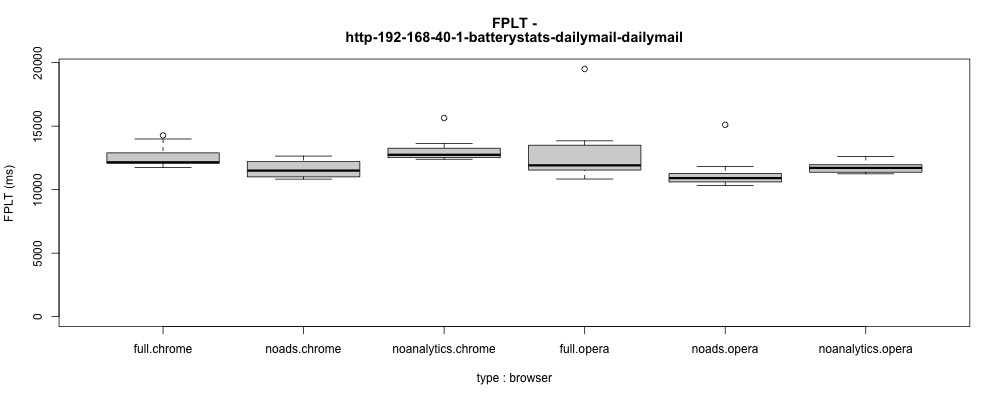 FPLT -
http-192-168-40-1-batterystats-dailymail-dailymail
FPLT (ms)
20000
15000
10000
5000
0
full.chrome
noads.chrome
noanalytics.chrome
full.opera
noads.opera
noanalytics.opera
type : browser